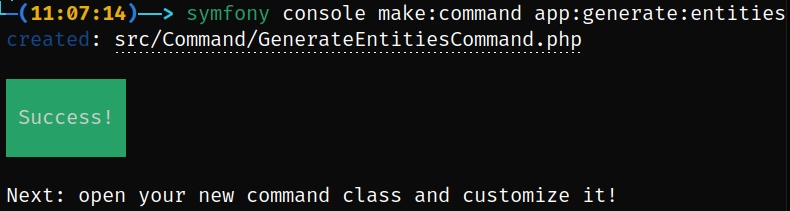 (11:07:14)──> symfony console make:command app:generate:entities
created: src/Command/GenerateEntitiesCommand.php
Success!
Next: open your new command class and customize it!